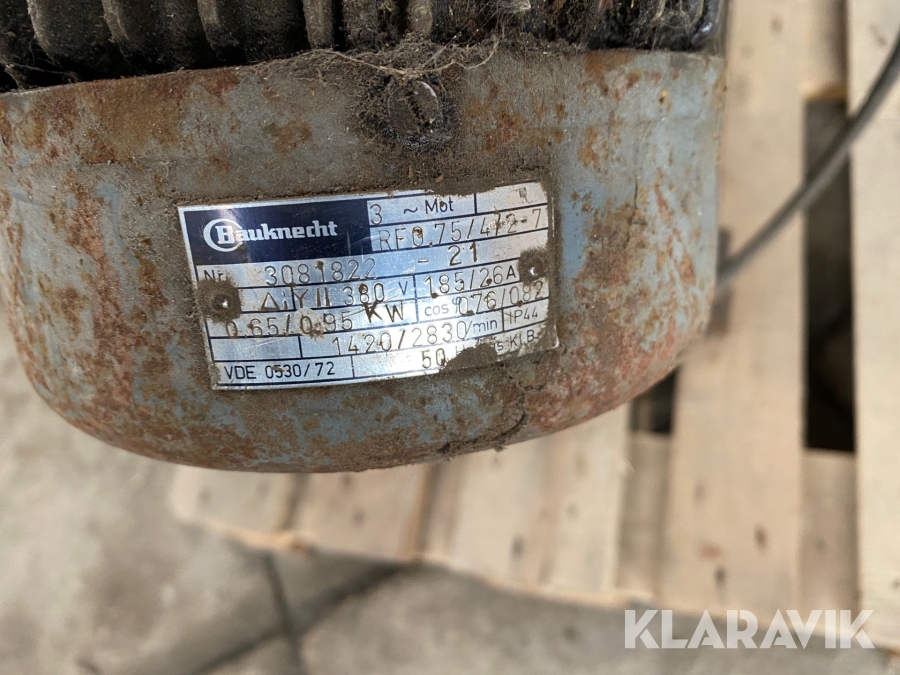 Bauknecht
3 ~ Mot
RF0.75/4/2-7
Nr. 3081822 - 21
Δ/YY 380 V 1.85/2.6A
0.65/0.95 KW cos 0.76/0.82
1420/2830/min IP44
VDE 0530/72 50
KLARAVIK